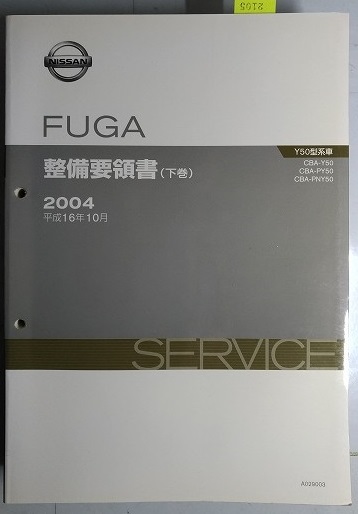 2105
NISSAN
FUGA
Y50型系車
CBA-Y50
CBA-PY50
CBA-PNY50
整備要領書(下巻)
2004
平成16年10月
SERVICE
A029003